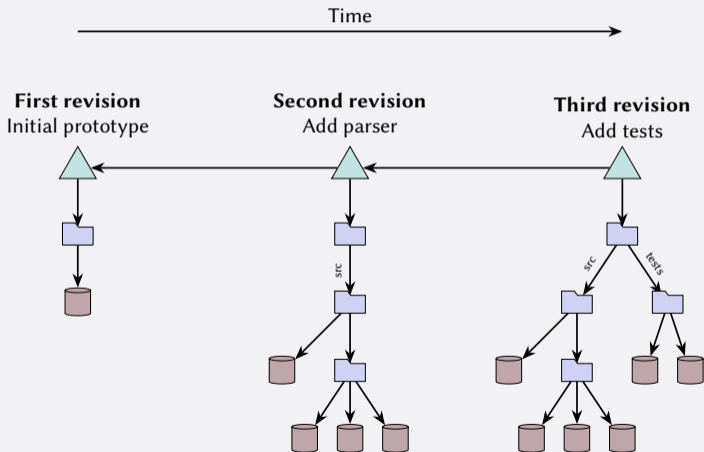 Time
First revision
Initial prototype
Second revision
Add parser
Third revision
Add tests
src
src
tests